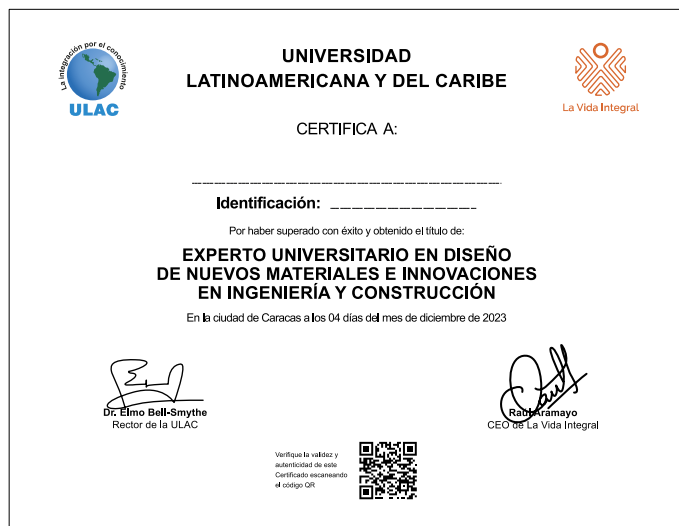 La integración por el conocimiento
ULAC
UNIVERSIDAD
LATINOAMERICANA Y DEL CARIBE
La Vida Integral
CERTIFICA A:
Identificación:
Por haber superado con éxito y obtenido el título de:
EXPERTO UNIVERSITARIO EN DISEÑO
DE NUEVOS MATERIALES E INNOVACIONES
EN INGENIERÍA Y CONSTRUCCIÓN
En la ciudad de Caracas a los 04 días del mes de diciembre de 2023
Dr. Elmo Bell-Smythe
Rector de la ULAC
Raúl Aramayo
CEO de La Vida Integral
Verifique la validez y
autenticidad de este
Certificado escaneando
el código QR